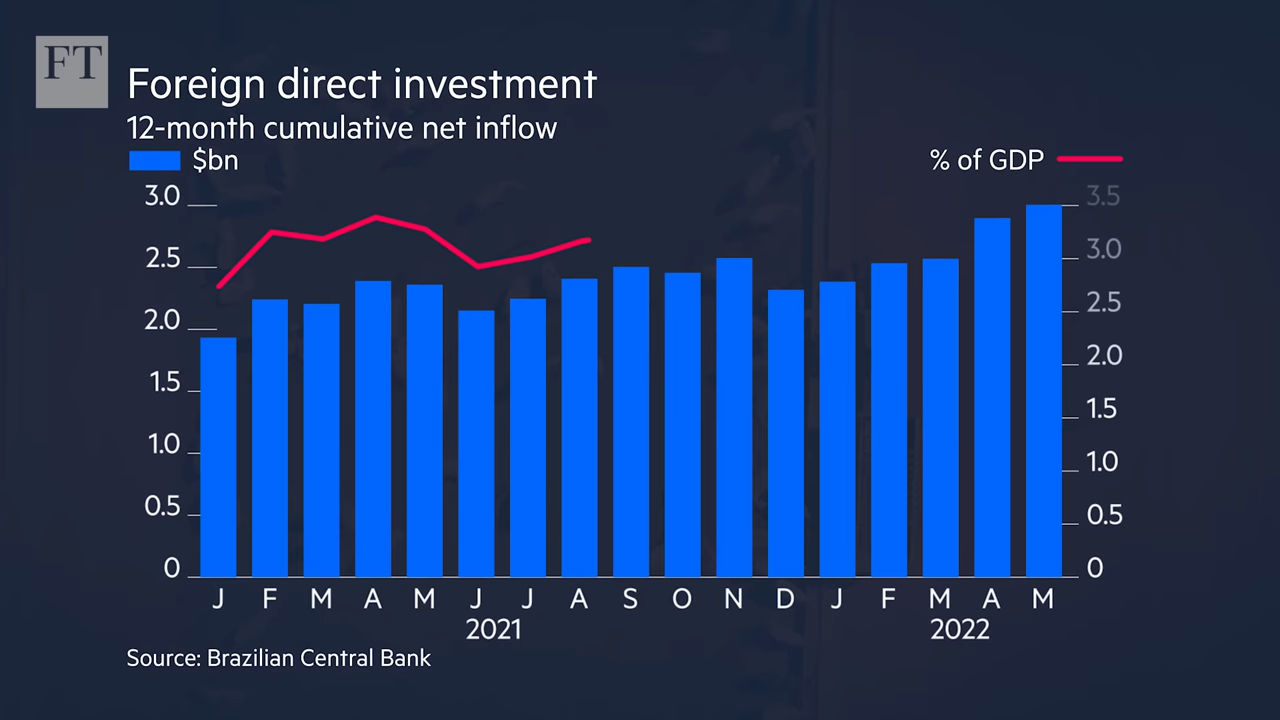 FT
Foreign direct investment
12-month cumulative net inflow
$bn
% of GDP
3.0
2.5
2.0
1.5
1.0
0.5
0
3.5
3.0
2.5
2.0
1.5
1.0
0.5
0
J F M A M J J A S O N D J F M A M
2021 2022
Source: Brazilian Central Bank